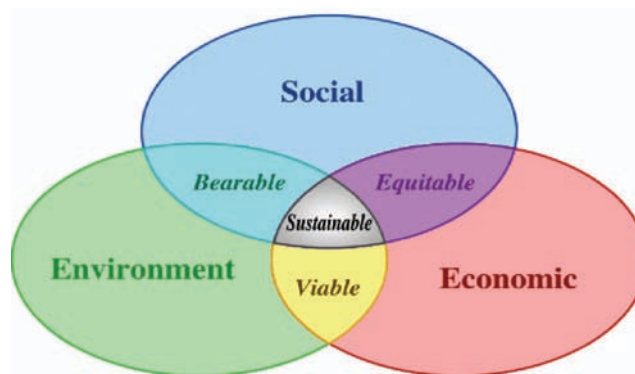 Social
Bearable
Equitable
Sustainable
Environment
Viable
Economic